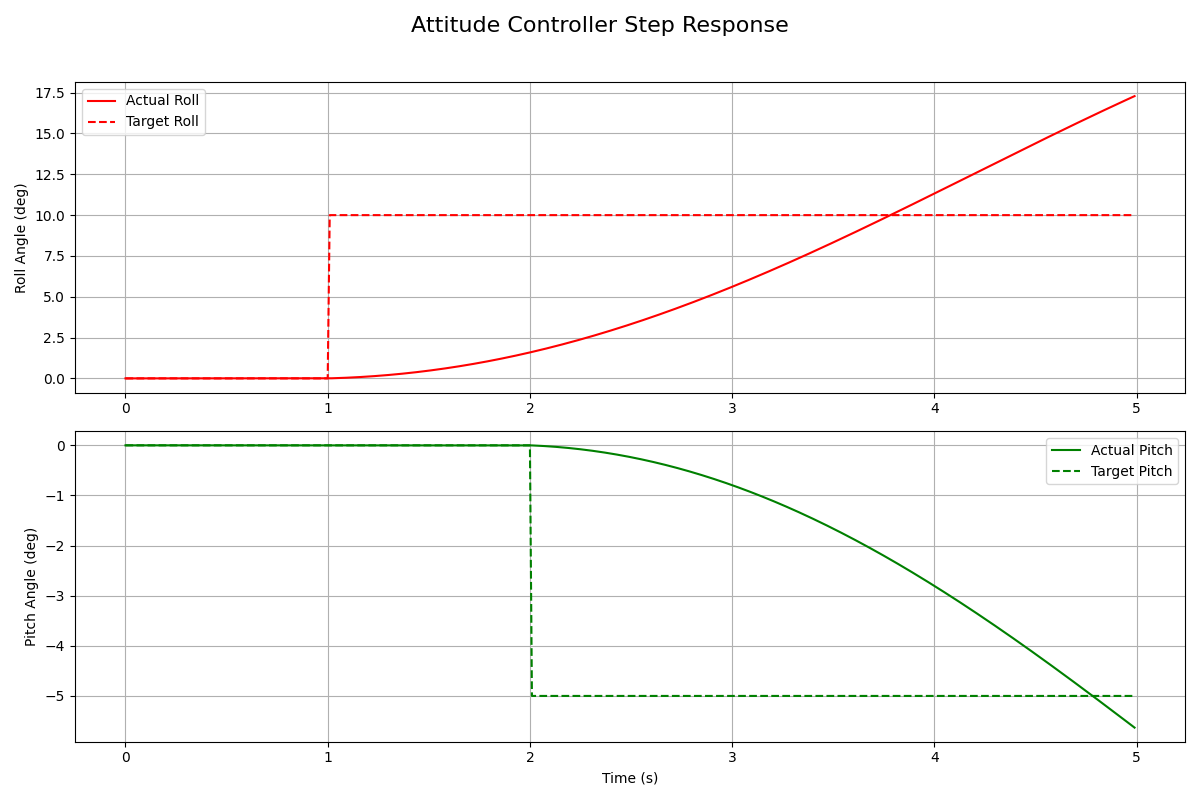 Attitude Controller Step Response
17.5
15.0
12.5
10.0
7.5
5.0
2.5
0.0
Roll Angle (deg)
Actual Roll
Target Roll
0 1 2 3 4 5
0
−1
−2
−3
−4
−5
Pitch Angle (deg)
Actual Pitch
Target Pitch
0 1 2 3 4 5
Time (s)